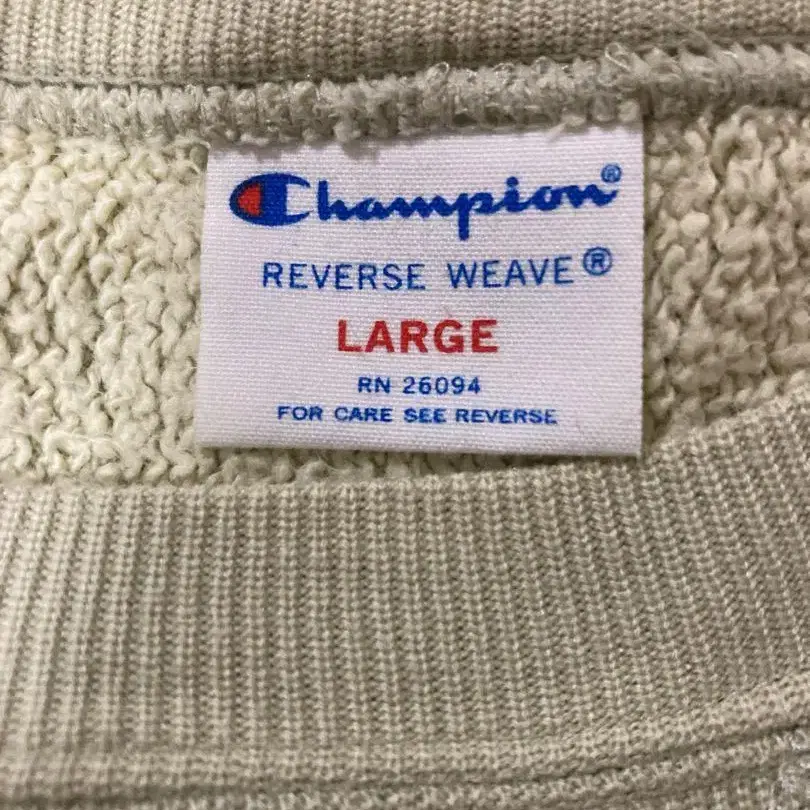 Champion®
REVERSE WEAVE®
LARGE
RN 26094
FOR CARE SEE REVERSE